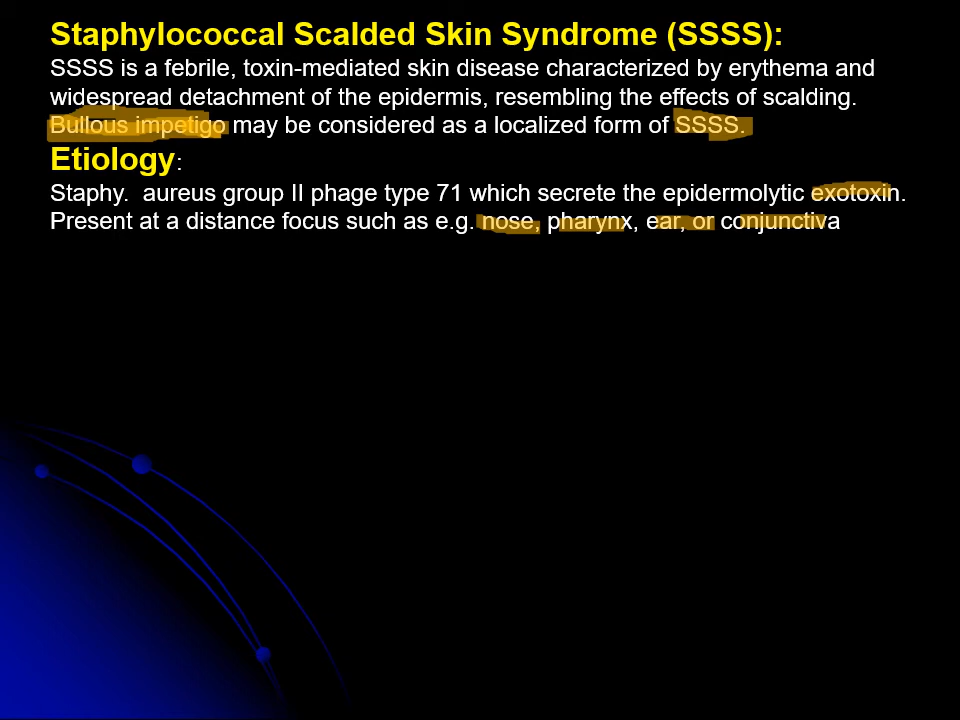 Staphylococcal Scalded Skin Syndrome (SSSS):
SSSS is a febrile, toxin-mediated skin disease characterized by erythema and
widespread detachment of the epidermis, resembling the effects of scalding.
Bullous impetigo may be considered as a localized form of SSSS.
Etiology:
Staphy.  aureus group II phage type 71 which secrete the epidermolytic exotoxin.
Present at a distance focus such as e.g. nose, pharynx, ear, or conjunctiva